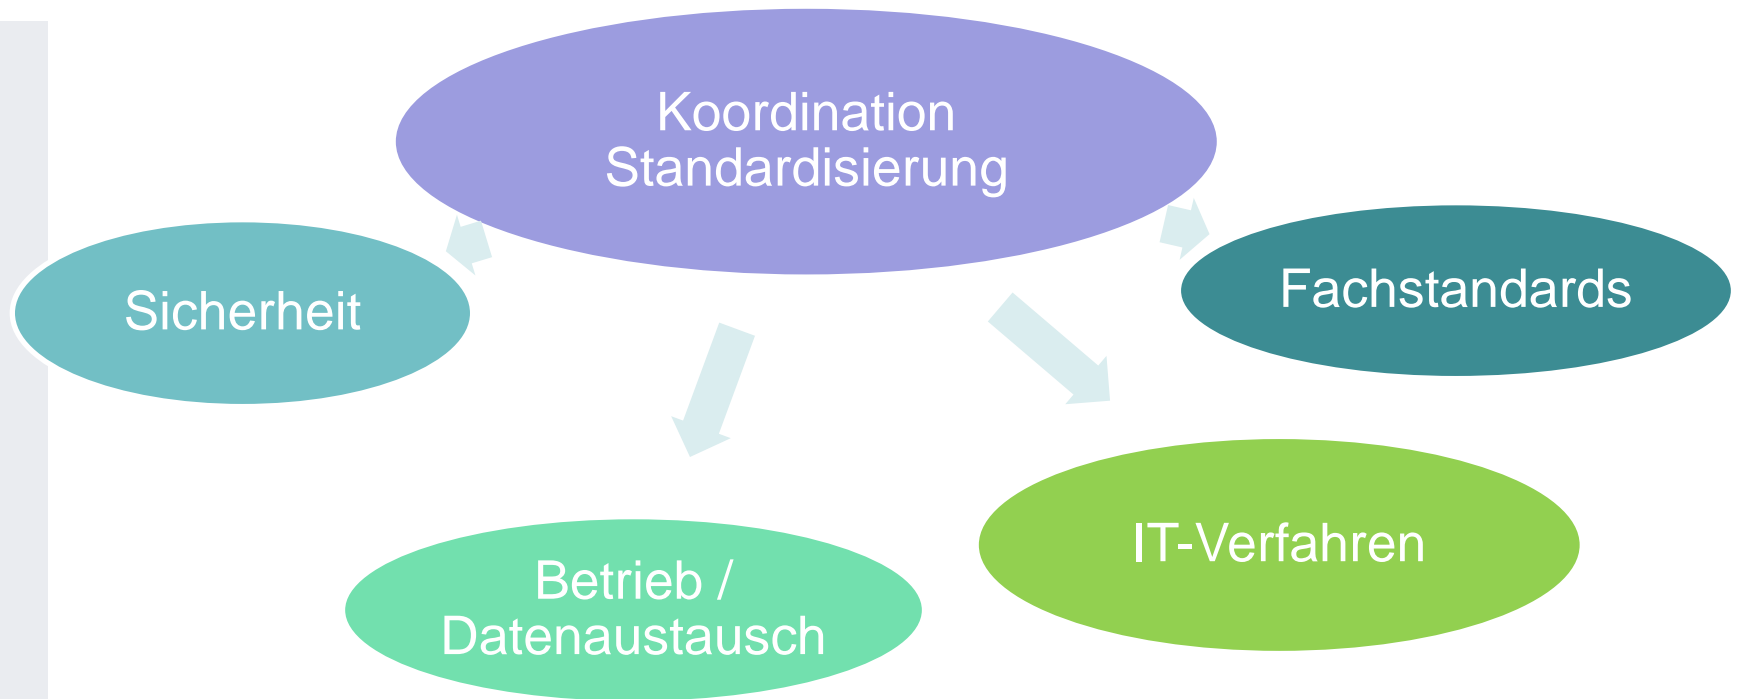 Koordination
Standardisierung
Sicherheit
Fachstandards
IT-Verfahren
Betrieb /
Datenaustausch